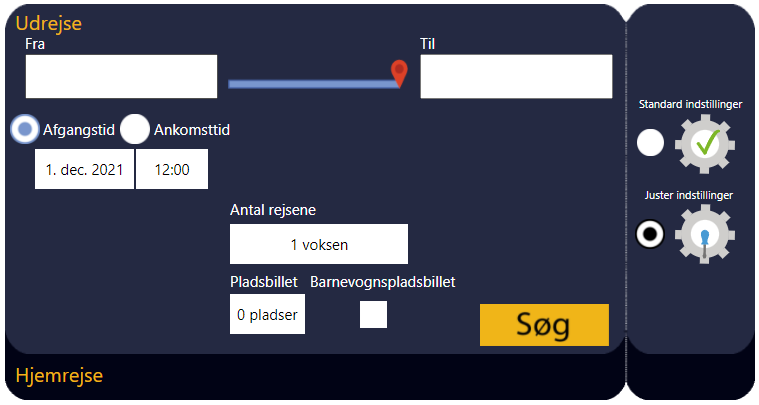 Udrejse
Fra
Til
Afgangstid
Ankomsttid
1. dec. 2021
12:00
Antal rejsene
1 voksen
Pladsbillet
Barnevognspladsbillet
0 pladser
Søg
Hjemrejse
Standard indstillinger
Juster indstillinger